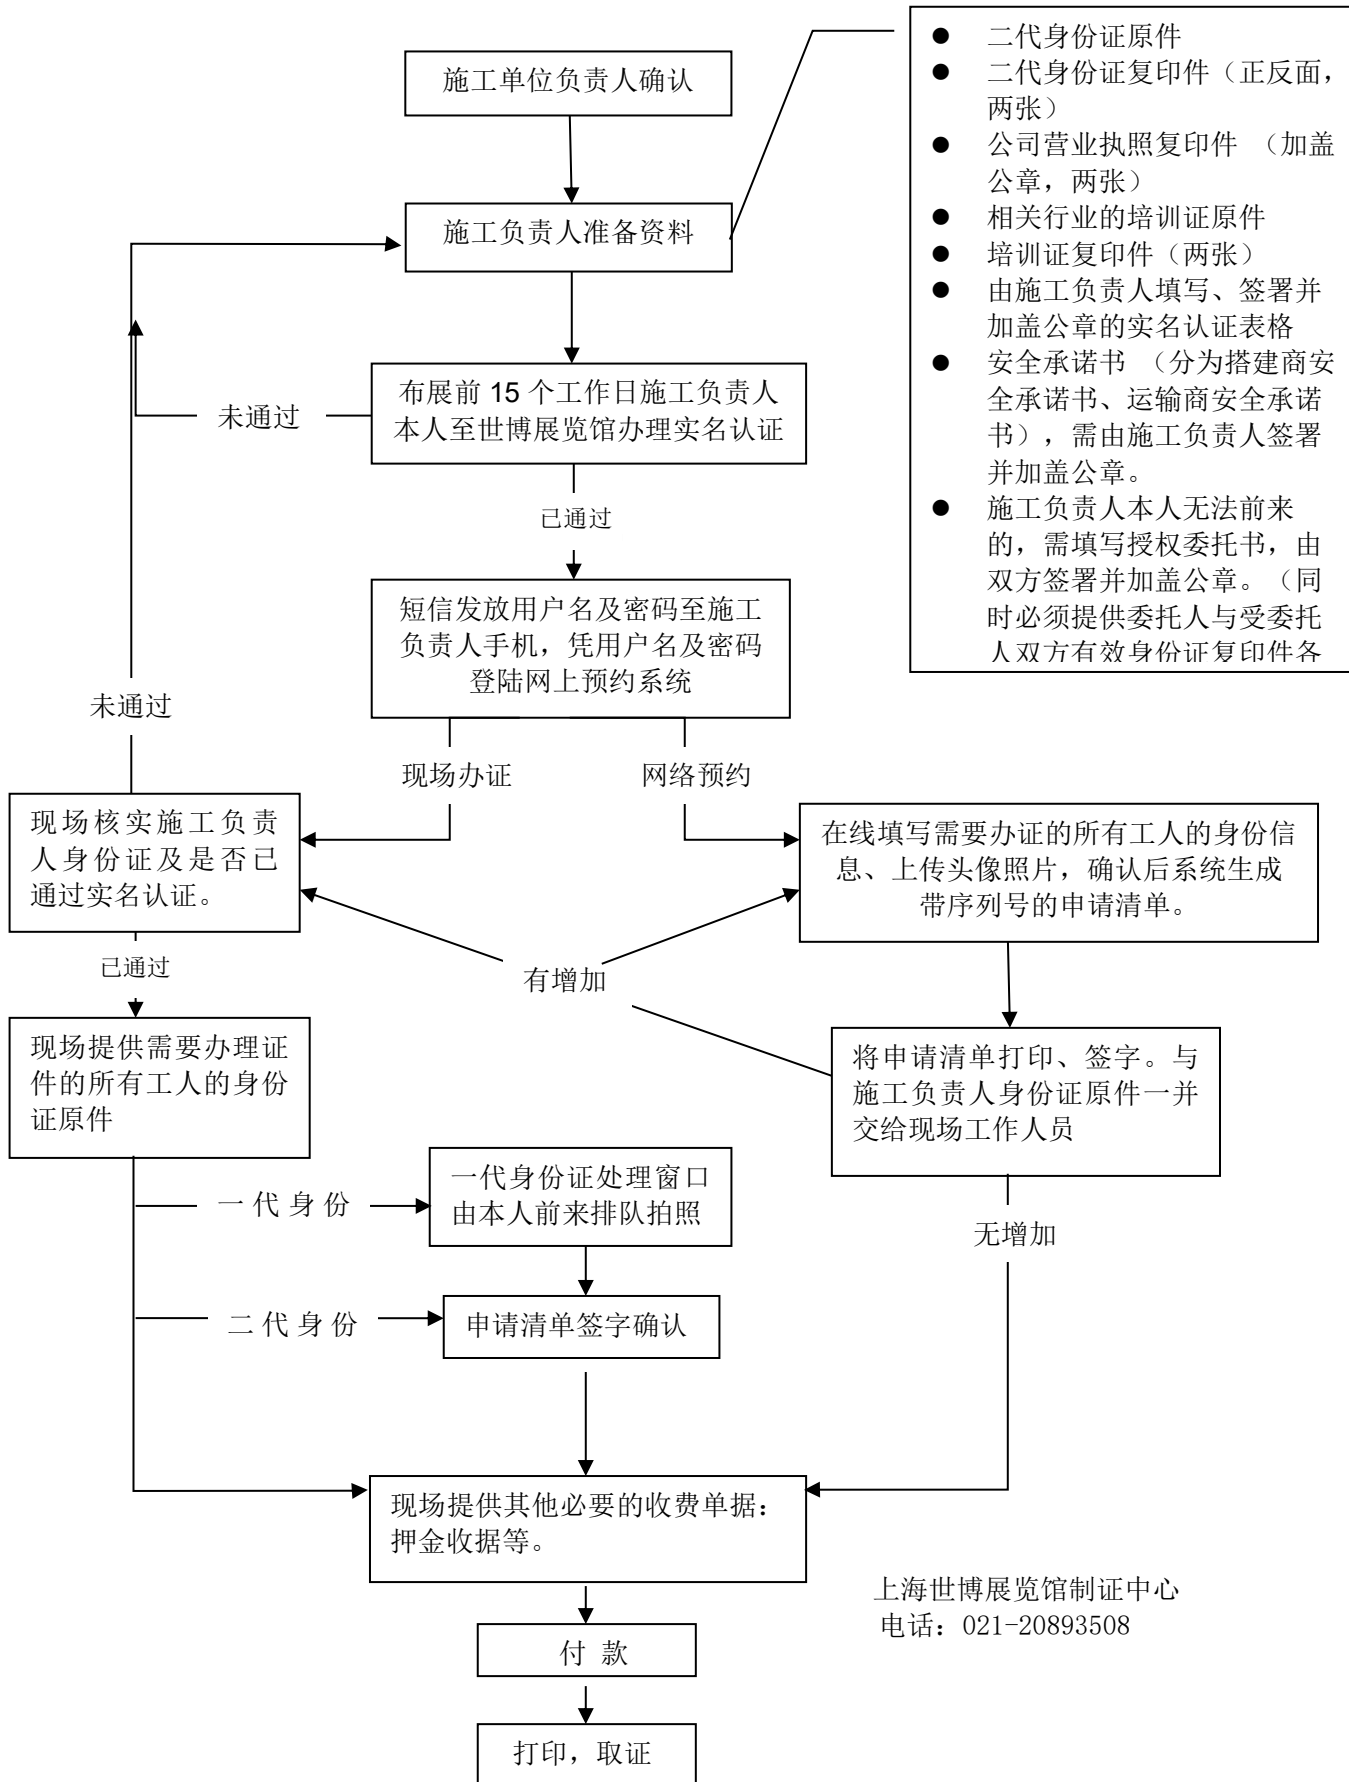 施工单位负责人确认
施工负责人准备资料
● 二代身份证原件
● 二代身份证复印件（正反面，
两张）
● 公司营业执照复印件 （加盖
公章，两张）
● 相关行业的培训证原件
● 培训证复印件（两张）
● 由施工负责人填写、签署并
加盖公章的实名认证表格
● 安全承诺书 （分为搭建商安
全承诺书、运输商安全承诺
书），需由施工负责人签署
并加盖公章。
● 施工负责人本人无法前来
的，需填写授权委托书，由
双方签署并加盖公章。（同
时必须提供委托人与受委托
人双方有效身份证复印件各
布展前 15 个工作日施工负责人
本人至世博展览馆办理实名认证
未通过
已通过
短信发放用户名及密码至施工
负责人手机，凭用户名及密码
登陆网上预约系统
未通过
现场办证
网络预约
现场核实施工负责
人身份证及是否已
通过实名认证。
在线填写需要办证的所有工人的身份信
息、上传头像照片，确认后系统生成
带序列号的申请清单。
已通过
有增加
现场提供需要办理证
件的所有工人的身份
证原件
将申请清单打印、签字。与
施工负责人身份证原件一并
交给现场工作人员
一代身份
一代身份证处理窗口
由本人前来排队拍照
无增加
二代身份
申请清单签字确认
现场提供其他必要的收费单据：
押金收据等。
上海世博展览馆制证中心
电话：021-20893508
付 款
打印，取证